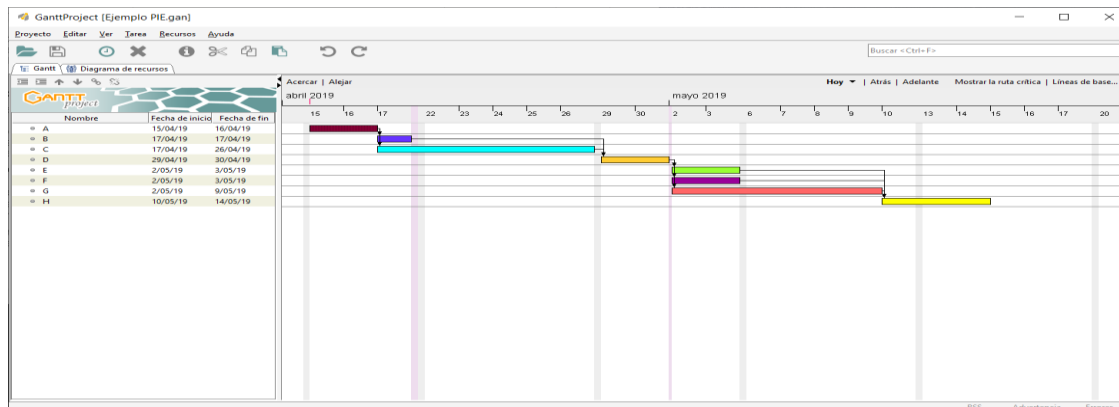 GanttProject [Ejemplo PIE.gan]
Proyecto Editar Ver Tarea Recursos Ayuda
Buscar <Ctrl+F>
Gantt Diagrama de recursos
Acercar | Alejar Hoy | Atrás | Adelante Mostrar la ruta crítica | Líneas de base...
GANTT project
abril 2019 mayo 2019
15 16 17 22 23 24 25 26 29 30 2 3 6 7 8 9 10 13 14 15 16 17 20
Nombre Fecha de inicio Fecha de fin
A 15/04/19 16/04/19
B 17/04/19 17/04/19
C 17/04/19 26/04/19
D 29/04/19 30/04/19
E 2/05/19 3/05/19
F 2/05/19 3/05/19
G 2/05/19 9/05/19
H 10/05/19 14/05/19